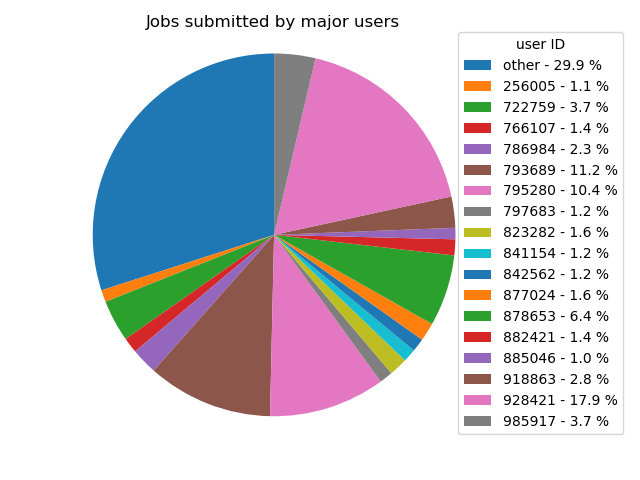 Jobs submitted by major users
user ID
other - 29.9 %
256005 - 1.1 %
722759 - 3.7 %
766107 - 1.4 %
786984 - 2.3 %
793689 - 11.2 %
795280 - 10.4 %
797683 - 1.2 %
823282 - 1.6 %
841154 - 1.2 %
842562 - 1.2 %
877024 - 1.6 %
878653 - 6.4 %
882421 - 1.4 %
885046 - 1.0 %
918863 - 2.8 %
928421 - 17.9 %
985917 - 3.7 %